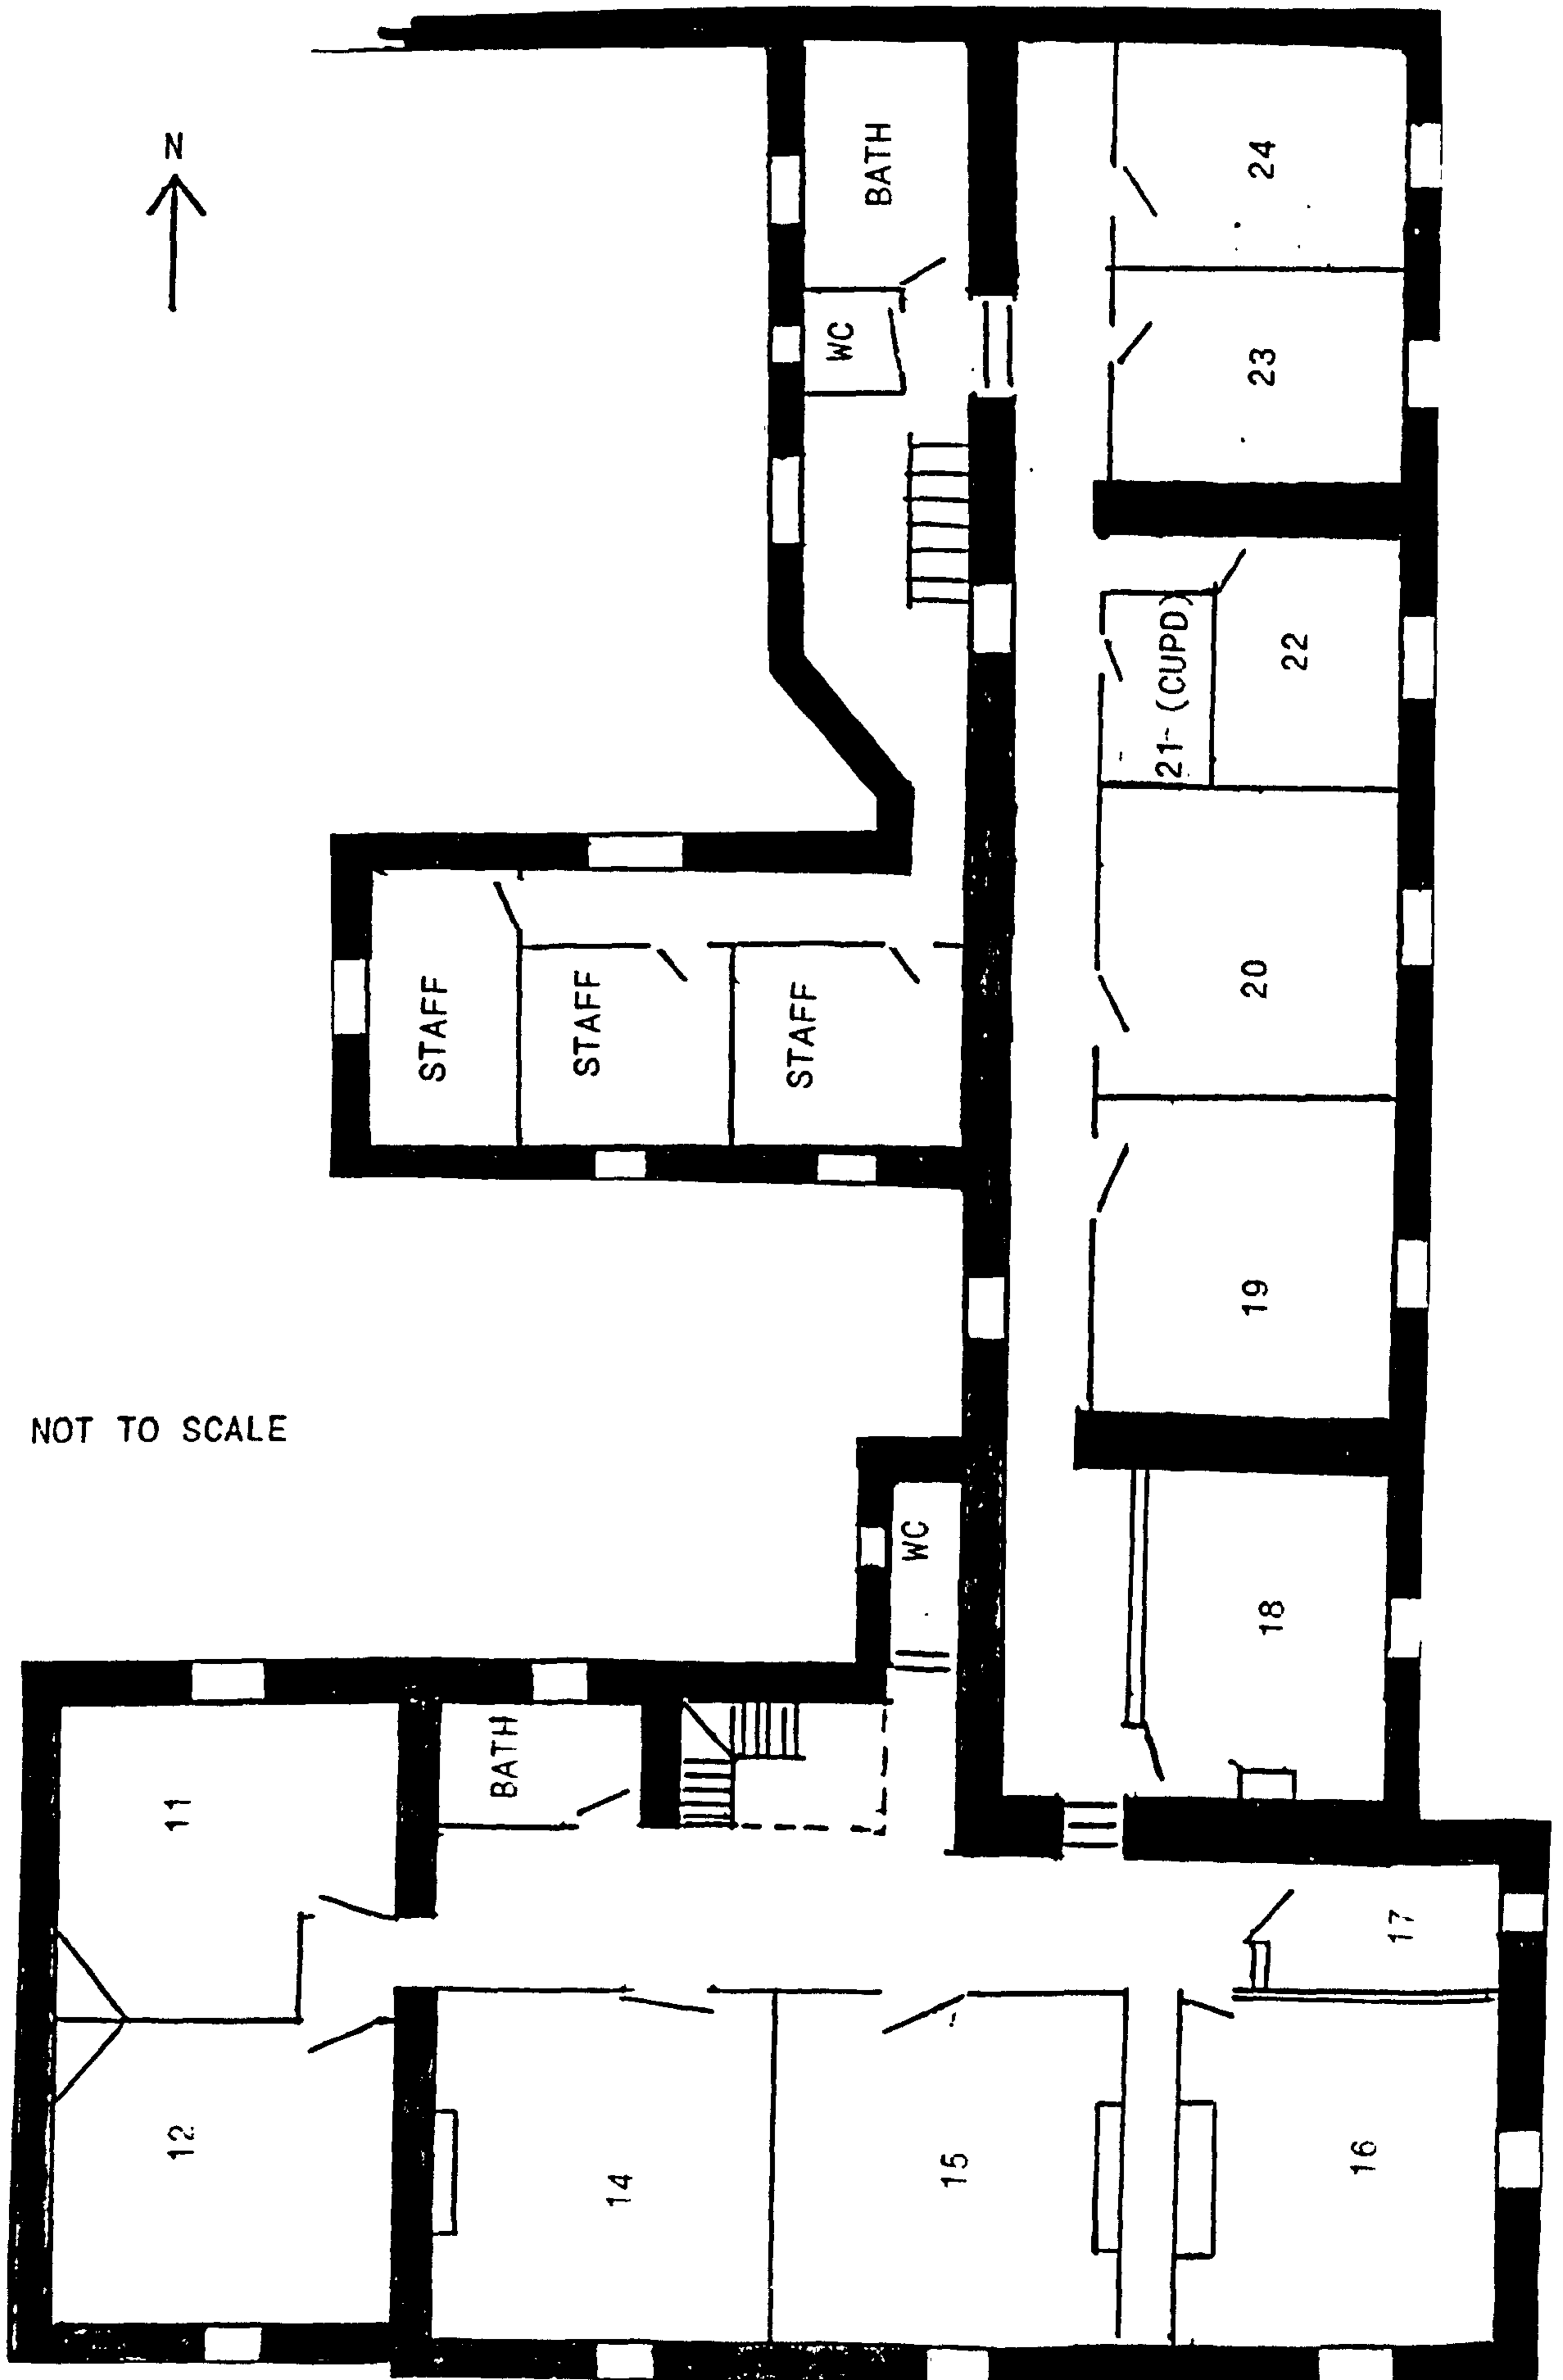 N
BATH
24
WC
23
21 (CUPD)
22
STAFF
STAFF
STAFF
20
19
NOT TO SCALE
WC
18
BATH
11
17
12
14
15
16